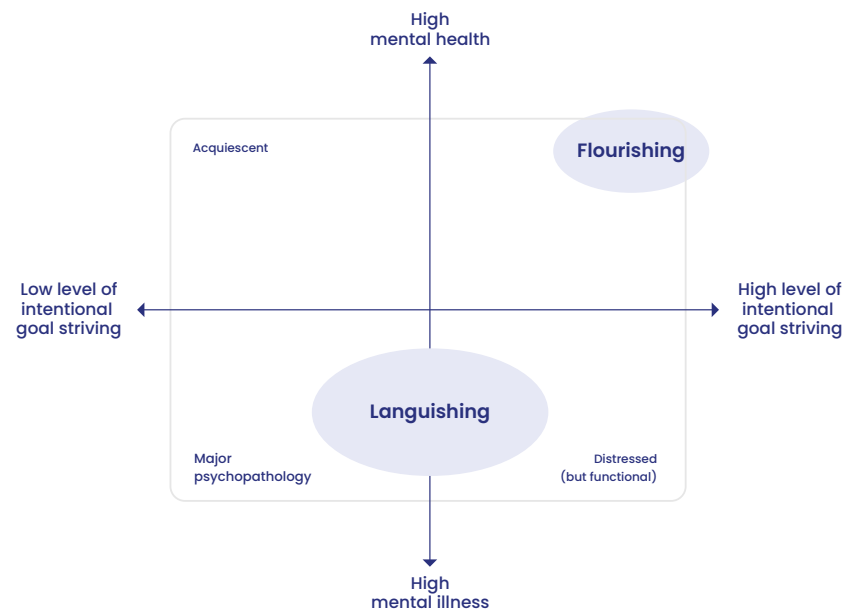 High
mental health
Acquiescent
Flourishing
Low level of
intentional
goal striving
High level of
intentional
goal striving
Languishing
Major
psychopathology
Distressed
(but functional)
High
mental illness